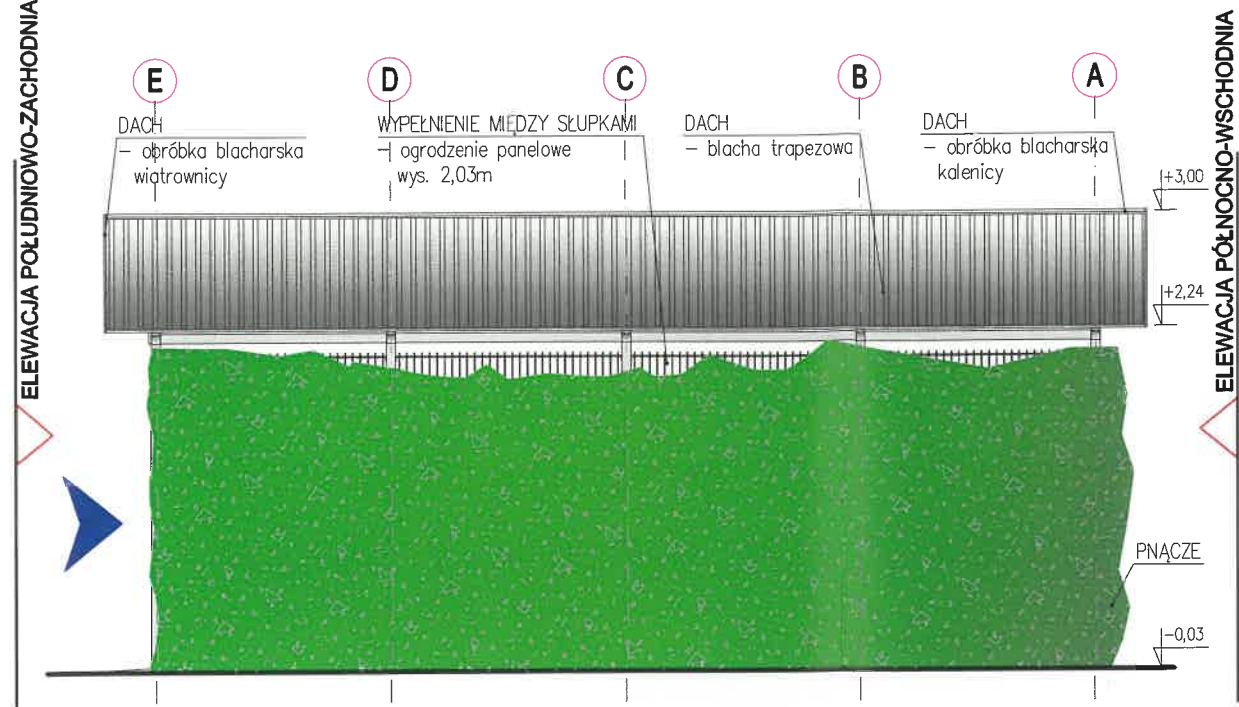 ELEWACJA POŁUDNIOWO-ZACHODNIA
E
D
C
B
A
DACH
– obróbka blacharska
wiatrownicy
WYPEŁNIENIE MIĘDZY SŁUPKAMI
– ogrodzenie panelowe
wys. 2,03m
DACH
– blacha trapezowa
DACH
– obróbka blacharska
kalenicy
+3,00
+2,24
PNĄCZE
-0,03
ELEWACJA PÓŁNOCNO-WSCHODNIA